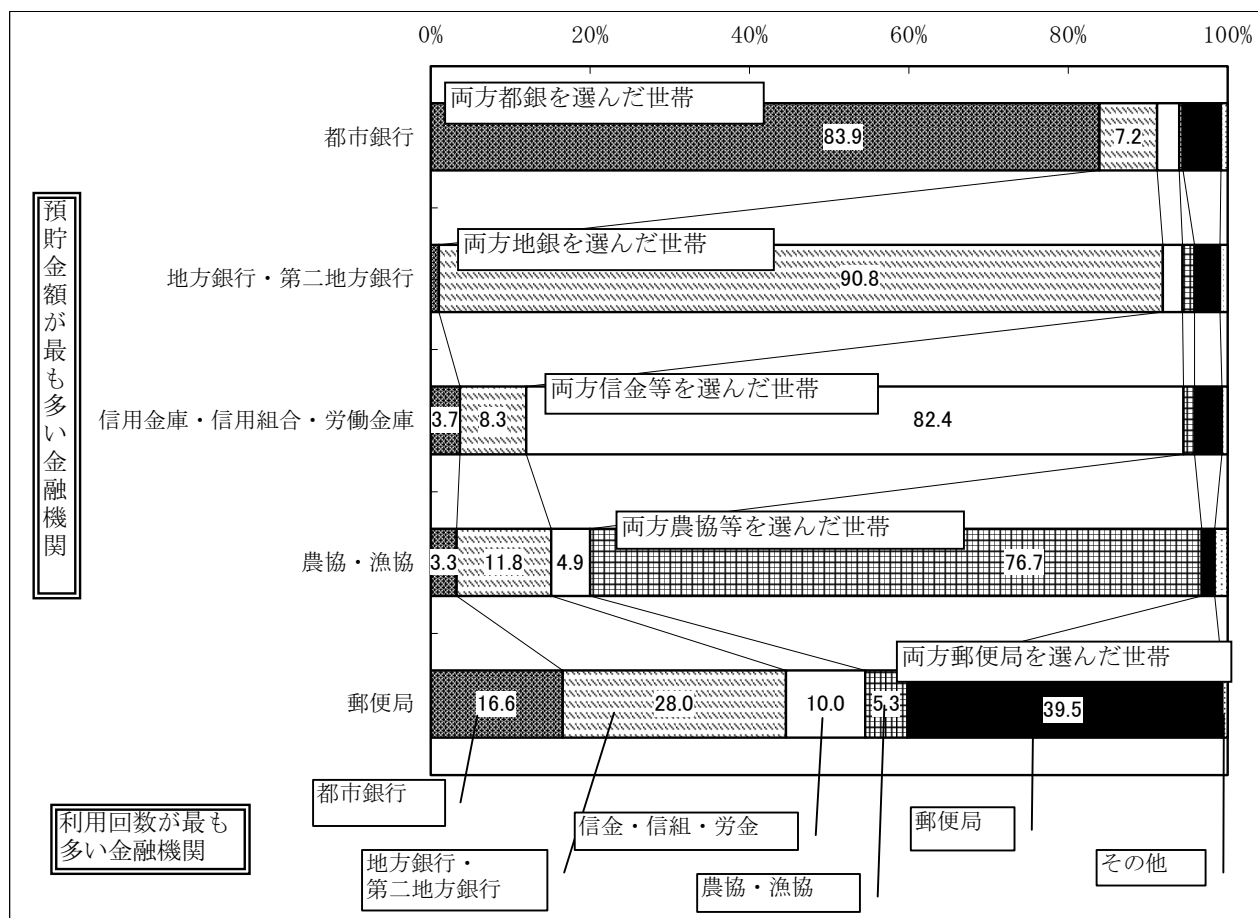 0% 20% 40% 60% 80% 100%
両方都銀を選んだ世帯
都市銀行
83.9 7.2
預貯金額が最も多い金融機関
両方地銀を選んだ世帯
地方銀行・第二地方銀行
90.8
両方信金等を選んだ世帯
信用金庫・信用組合・労働金庫
3.7 8.3 82.4
両方農協等を選んだ世帯
農協・漁協
3.3 11.8 4.9 76.7
両方郵便局を選んだ世帯
郵便局
16.6 28.0 10.0 5.3 39.5
利用回数が最も
多い金融機関
都市銀行
地方銀行・
第二地方銀行
信金・信組・労金
農協・漁協
郵便局
その他